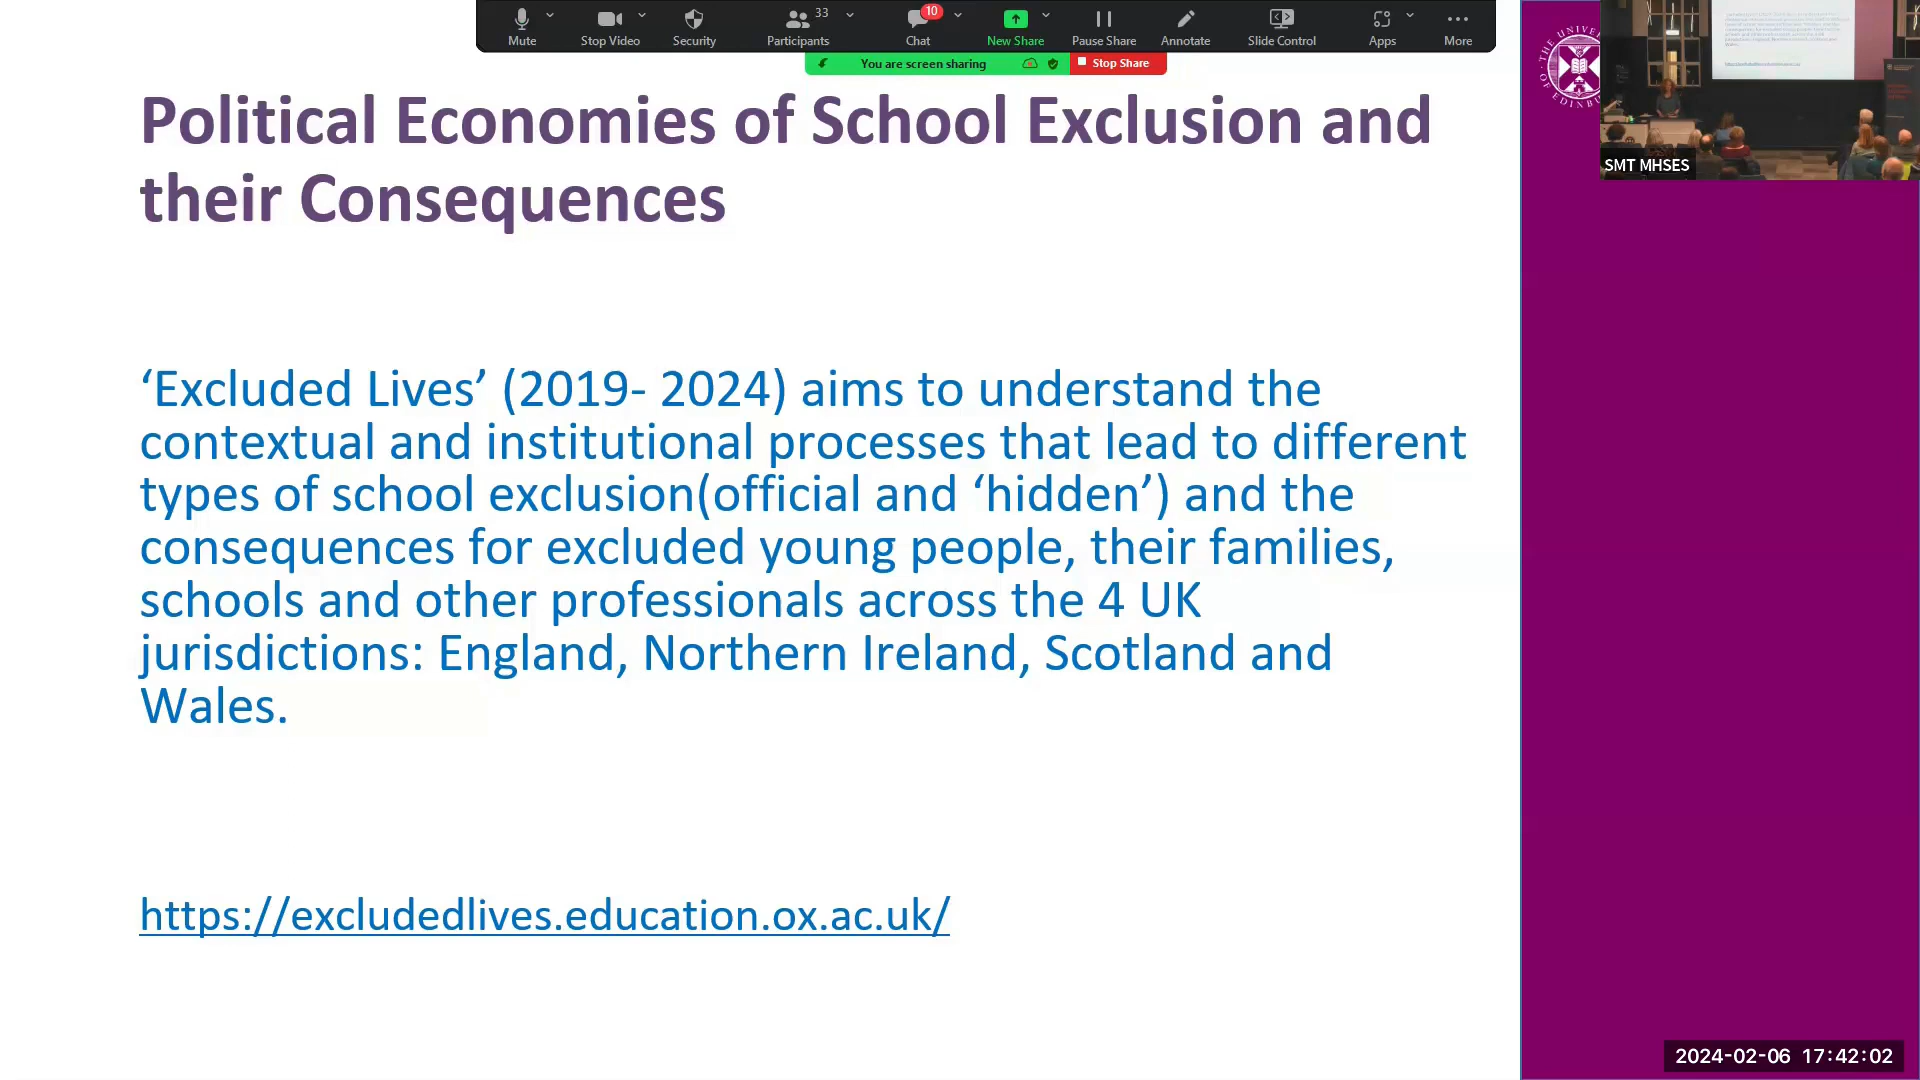 Mute
Stop Video
Security
33
Participants
10
Chat
New Share
Pause Share
Annotate
Slide Control
Apps
More
You are screen sharing
Stop Share
Political Economies of School Exclusion and
their Consequences
‘Excluded Lives’ (2019- 2024) aims to understand the
contextual and institutional processes that lead to different
types of school exclusion(official and ‘hidden’) and the
consequences for excluded young people, their families,
schools and other professionals across the 4 UK
jurisdictions: England, Northern Ireland, Scotland and
Wales.
https://excludedlives.education.ox.ac.uk/
SMT MHSES
2024-02-06 17:42:02